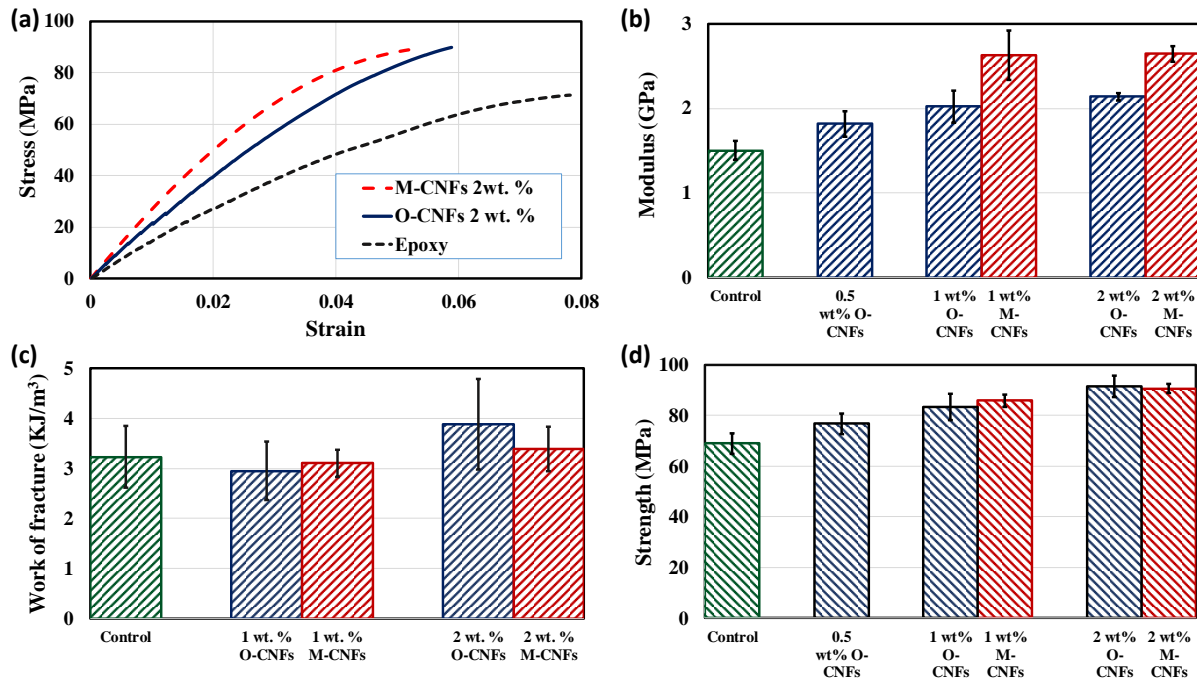 (a)
100
80
60
40
20
0
Stress (MPa)
M-CNFs 2wt. %
O-CNFs 2 wt. %
Epoxy
0
0.02
0.04
0.06
0.08
Strain
(b)
3
2
1
0
Modulus (GPa)
Control
0.5
wt% O-
CNFs
1 wt%
O-
CNFs
1 wt%
M-
CNFs
2 wt%
O-
CNFs
2 wt%
M-
CNFs
(c)
5
4
3
2
1
0
Work of fracture (KJ/m³)
Control
1 wt. %
O-CNFs
1 wt. %
M-CNFs
2 wt. %
O-CNFs
2 wt. %
M-CNFs
(d)
100
80
60
40
20
0
Strength (MPa)
Control
0.5
wt% O-
CNFs
1 wt%
O-
CNFs
1 wt%
M-
CNFs
2 wt%
O-
CNFs
2 wt%
M-
CNFs